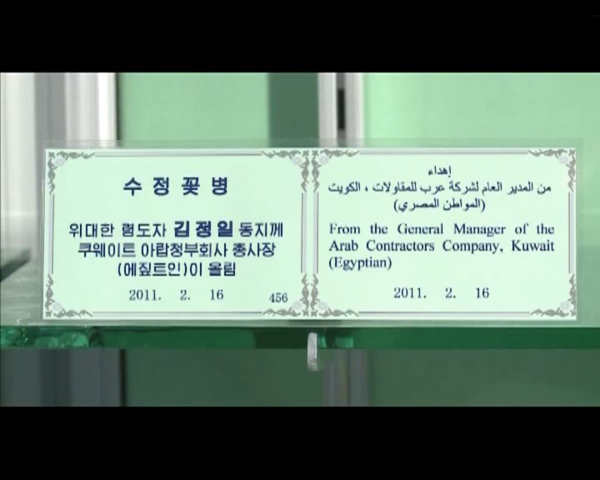 수정꽃병
위대한 령도자 김정일동지께
쿠웨이트 아랍청부회사 총사장
(에짚트인)이 올림
2011. 2. 16
456
إهداء
من المدير العام لشركة عرب للمقاولات ، الكويت
(المواطن المصري)
From the General Manager of the
Arab Contractors Company, Kuwait
(Egyptian)
2011. 2. 16